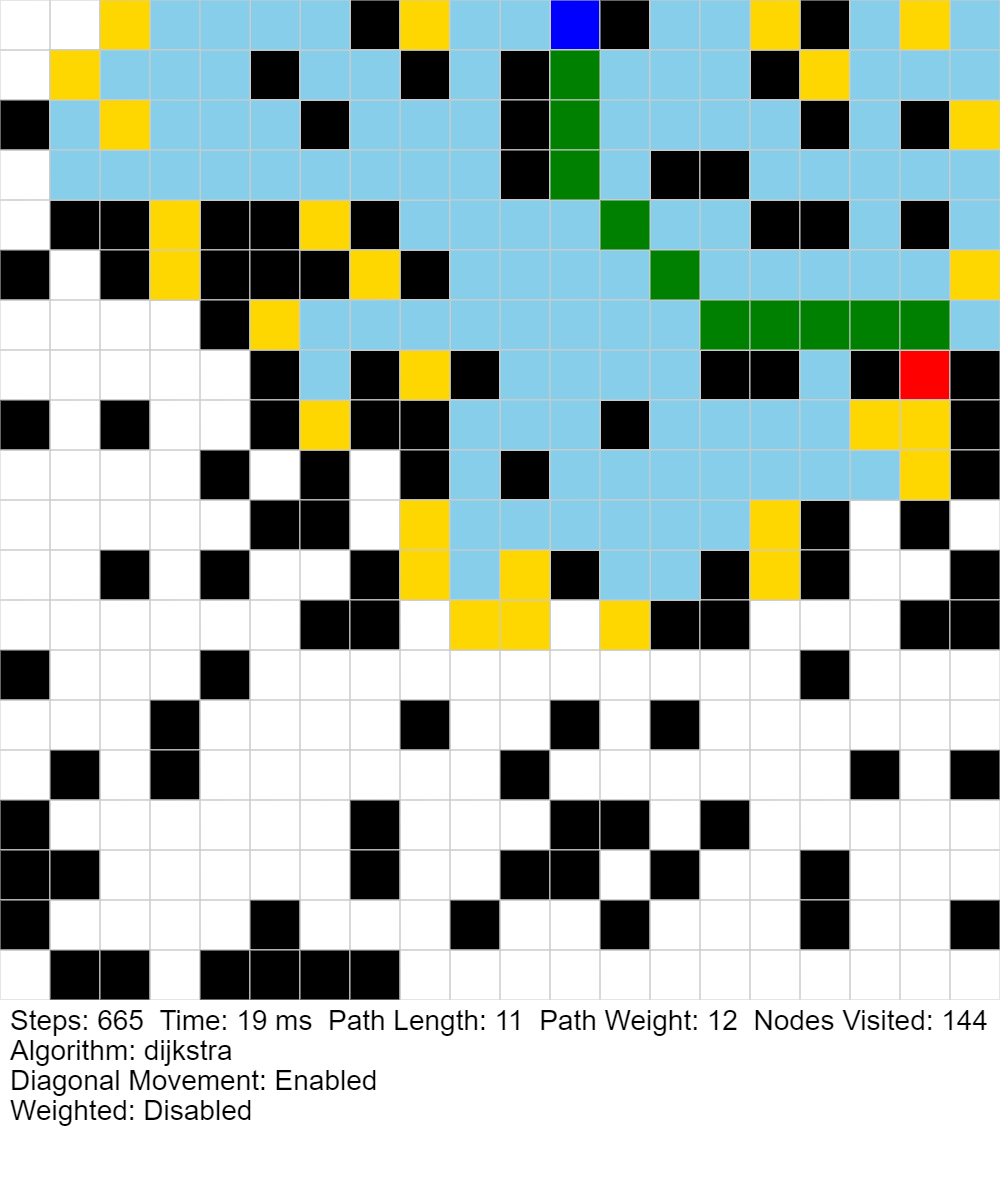 Steps: 665  Time: 19 ms  Path Length: 11  Path Weight: 12  Nodes Visited: 144
Algorithm: dijkstra
Diagonal Movement: Enabled
Weighted: Disabled